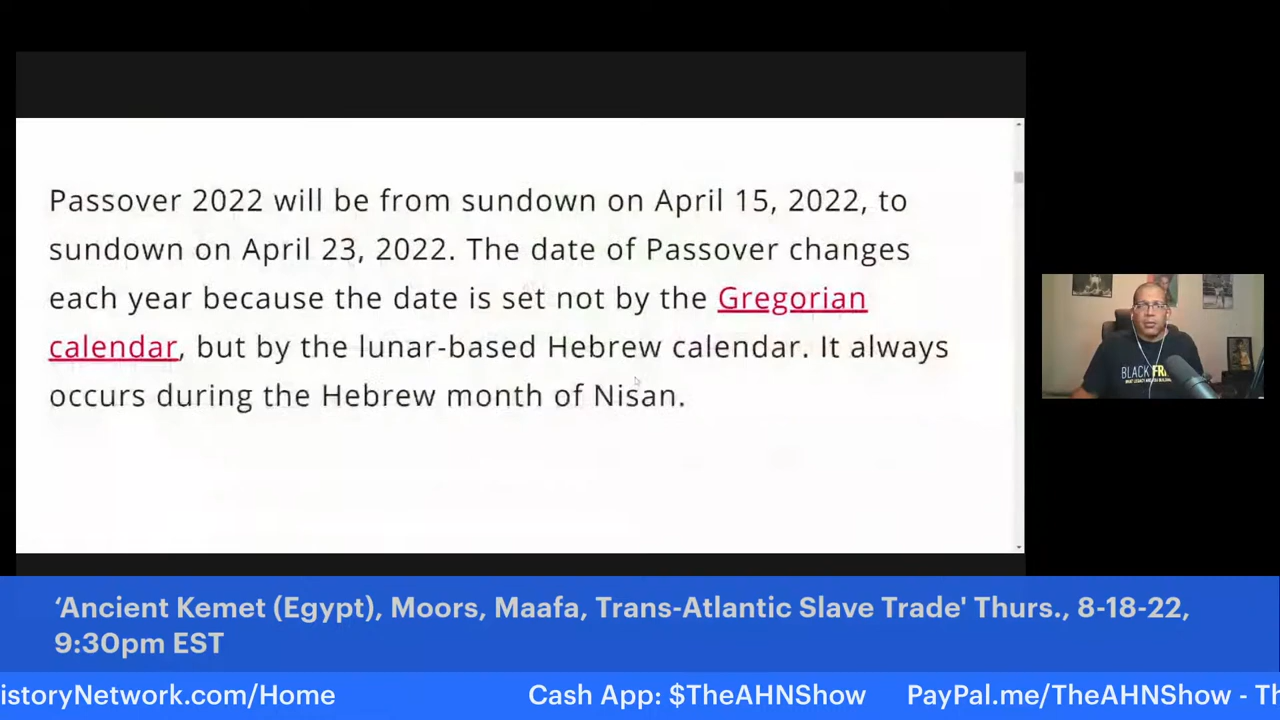 Passover 2022 will be from sundown on April 15, 2022, to
sundown on April 23, 2022. The date of Passover changes
each year because the date is set not by the Gregorian
calendar, but by the lunar-based Hebrew calendar. It always
occurs during the Hebrew month of Nisan.
BLACK FR
‘Ancient Kemet (Egypt), Moors, Maafa, Trans-Atlantic Slave Trade' Thurs., 8-18-22,
9:30pm EST
istoryNetwork.com/Home Cash App: $TheAHNShow PayPal.me/TheAHNShow - Th